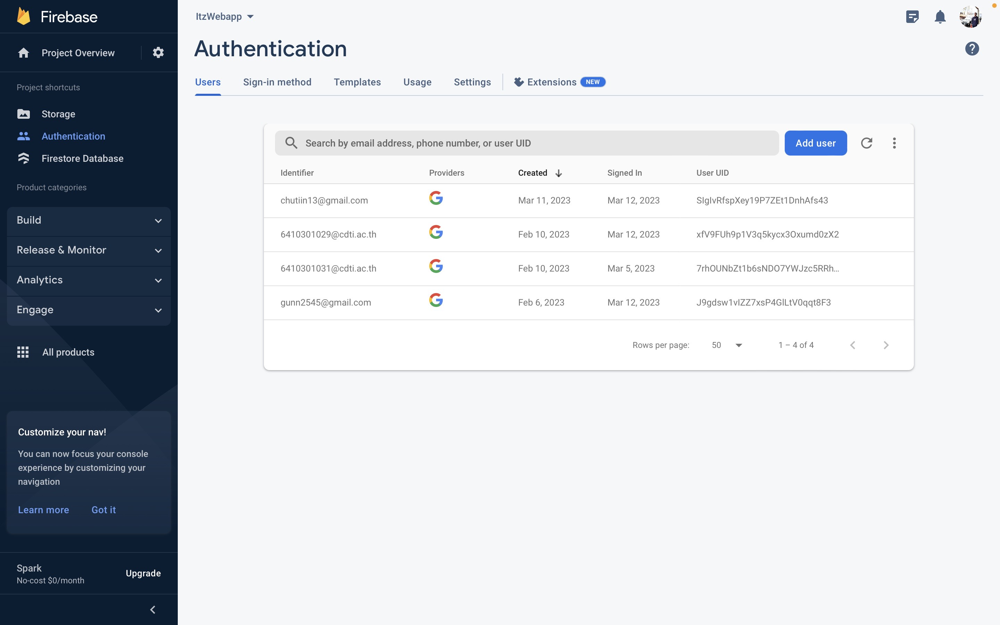 Firebase
Project Overview
Project shortcuts
Storage
Authentication
Firestore Database
Product categories
Build
Release & Monitor
Analytics
Engage
All products
Customize your nav!
You can now focus your console
experience by customizing your
navigation
Learn more Got it
Spark
No-cost $0/month
Upgrade
ItzWebapp
Authentication
Users Sign-in method Templates Usage Settings Extensions NEW
Search by email address, phone number, or user UID Add user
Identifier Providers Created Signed In User UID
chutiin13@gmail.com Mar 11, 2023 Mar 12, 2023 SIgIvRfspXey19P7ZEt1DnhAfs43
6410301029@cdti.ac.th Feb 10, 2023 Mar 12, 2023 xfV9FUh9p1V3q5kycx3Oxumd0zX2
6410301031@cdti.ac.th Feb 10, 2023 Mar 5, 2023 7rhOUNbZt1b6sNDO7YWJzc5RRh...
gunn2545@gmail.com Feb 6, 2023 Mar 12, 2023 J9gdsw1vIZZ7xsP4GlLtV0qqt8F3
Rows per page: 50 1 – 4 of 4